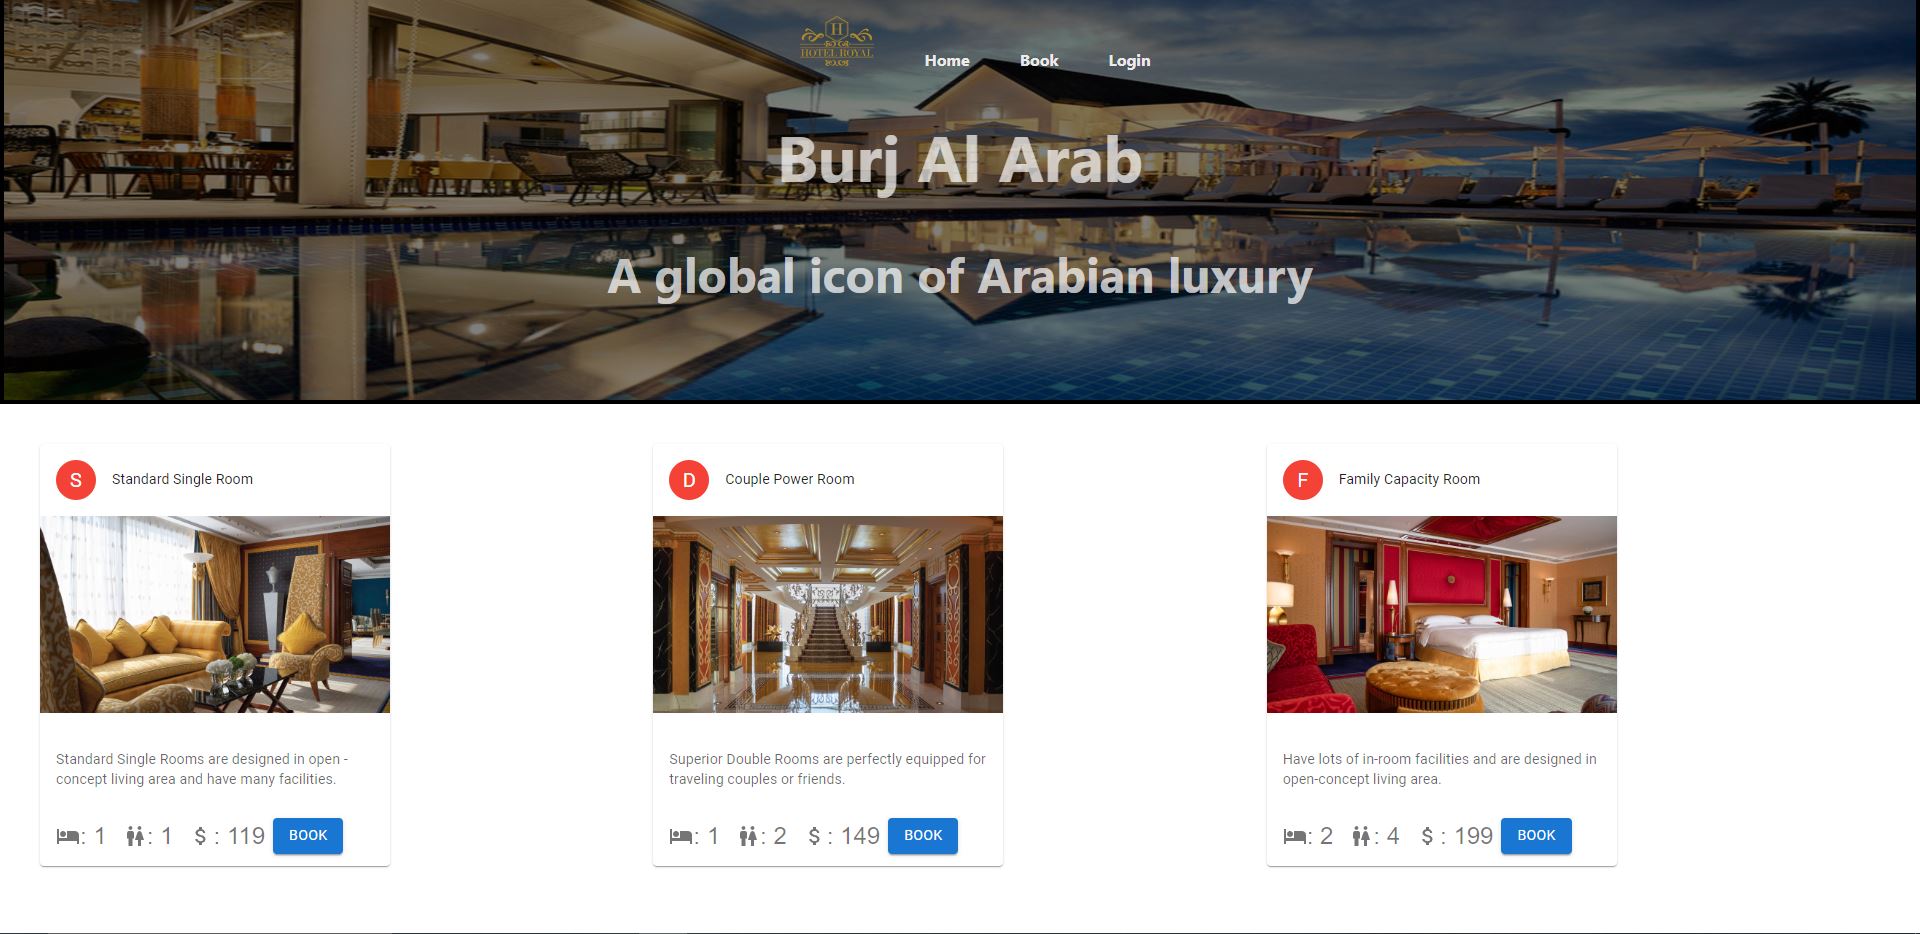 H
HOTEL ROYAL
Home Book Login
Burj Al Arab
A global icon of Arabian luxury
S Standard Single Room
Standard Single Rooms are designed in open -
concept living area and have many facilities.
: 1 : 1 $ : 119 BOOK
D Couple Power Room
Superior Double Rooms are perfectly equipped for
traveling couples or friends.
: 1 : 2 $ : 149 BOOK
F Family Capacity Room
Have lots of in-room facilities and are designed in
open-concept living area.
: 2 : 4 $ : 199 BOOK